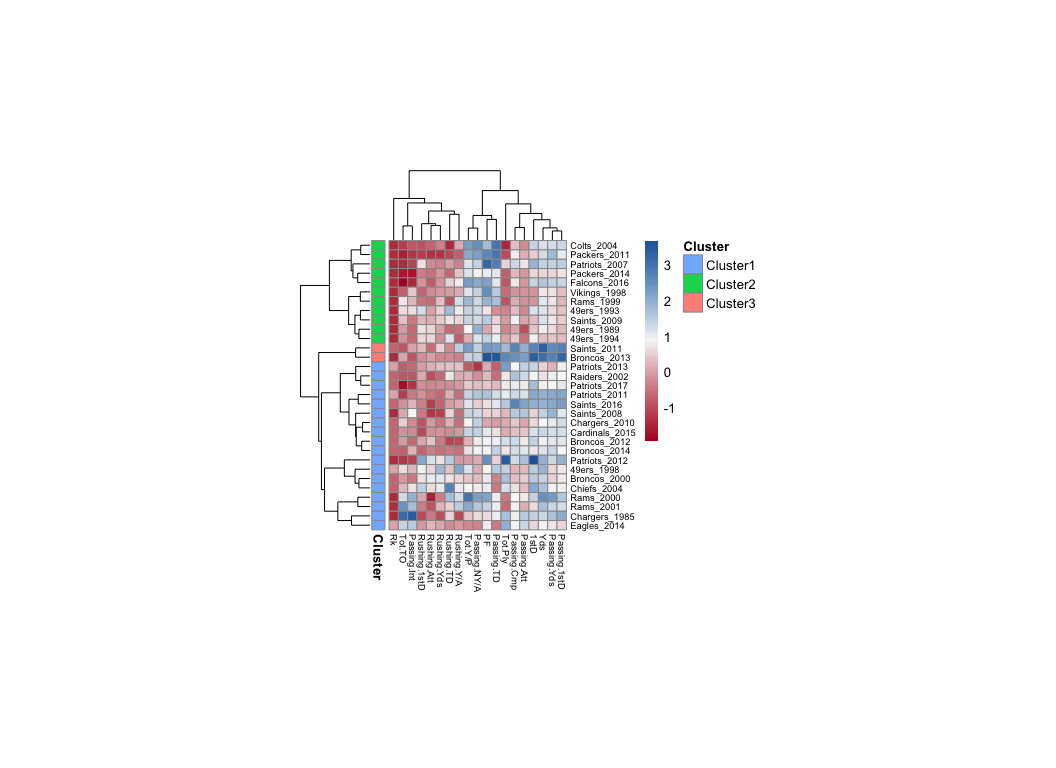 Colts_2004
Packers_2011
Patriots_2007
Packers_2014
Falcons_2016
Vikings_1998
Rams_1999
49ers_1993
Saints_2009
49ers_1989
49ers_1994
Saints_2011
Broncos_2013
Patriots_2013
Raiders_2002
Patriots_2017
Patriots_2011
Saints_2016
Saints_2008
Chargers_2010
Cardinals_2015
Broncos_2012
Broncos_2014
Patriots_2012
49ers_1998
Broncos_2000
Chiefs_2004
Rams_2000
Rams_2001
Chargers_1985
Eagles_2014
3
2
1
0
-1
Cluster
Cluster1
Cluster2
Cluster3
Cluster
Rk
Tot.TO
Passing.Int
Rushing.1stD
Rushing.Att
Rushing.Yds
Rushing.TD
Rushing.Y/A
Tot.Y/P
Passing.NY/A
PF
Passing.TD
Tot.Ply
Passing.Cmp
Passing.Att
1stD
Yds
Passing.Yds
Passing.1stD